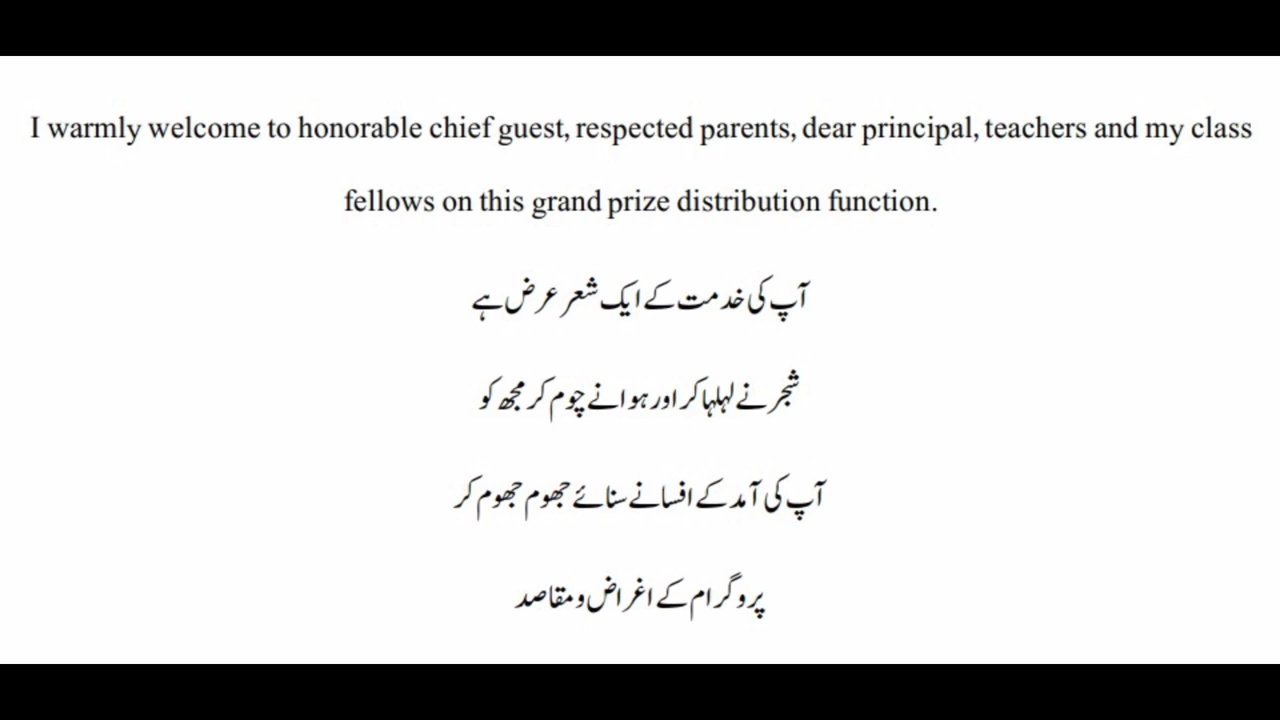 I warmly welcome to honorable chief guest, respected parents, dear principal, teachers and my class
fellows on this grand prize distribution function.
آپ کی خدمت کے ایک شعر عرض ہے
شجر نے لہلہا کر اور ہوا نے چوم کر مجھ کو
آپ کی آمد کے افسانے سنائے جھوم جھوم کر
پروگرام کے اغراض و مقاصد